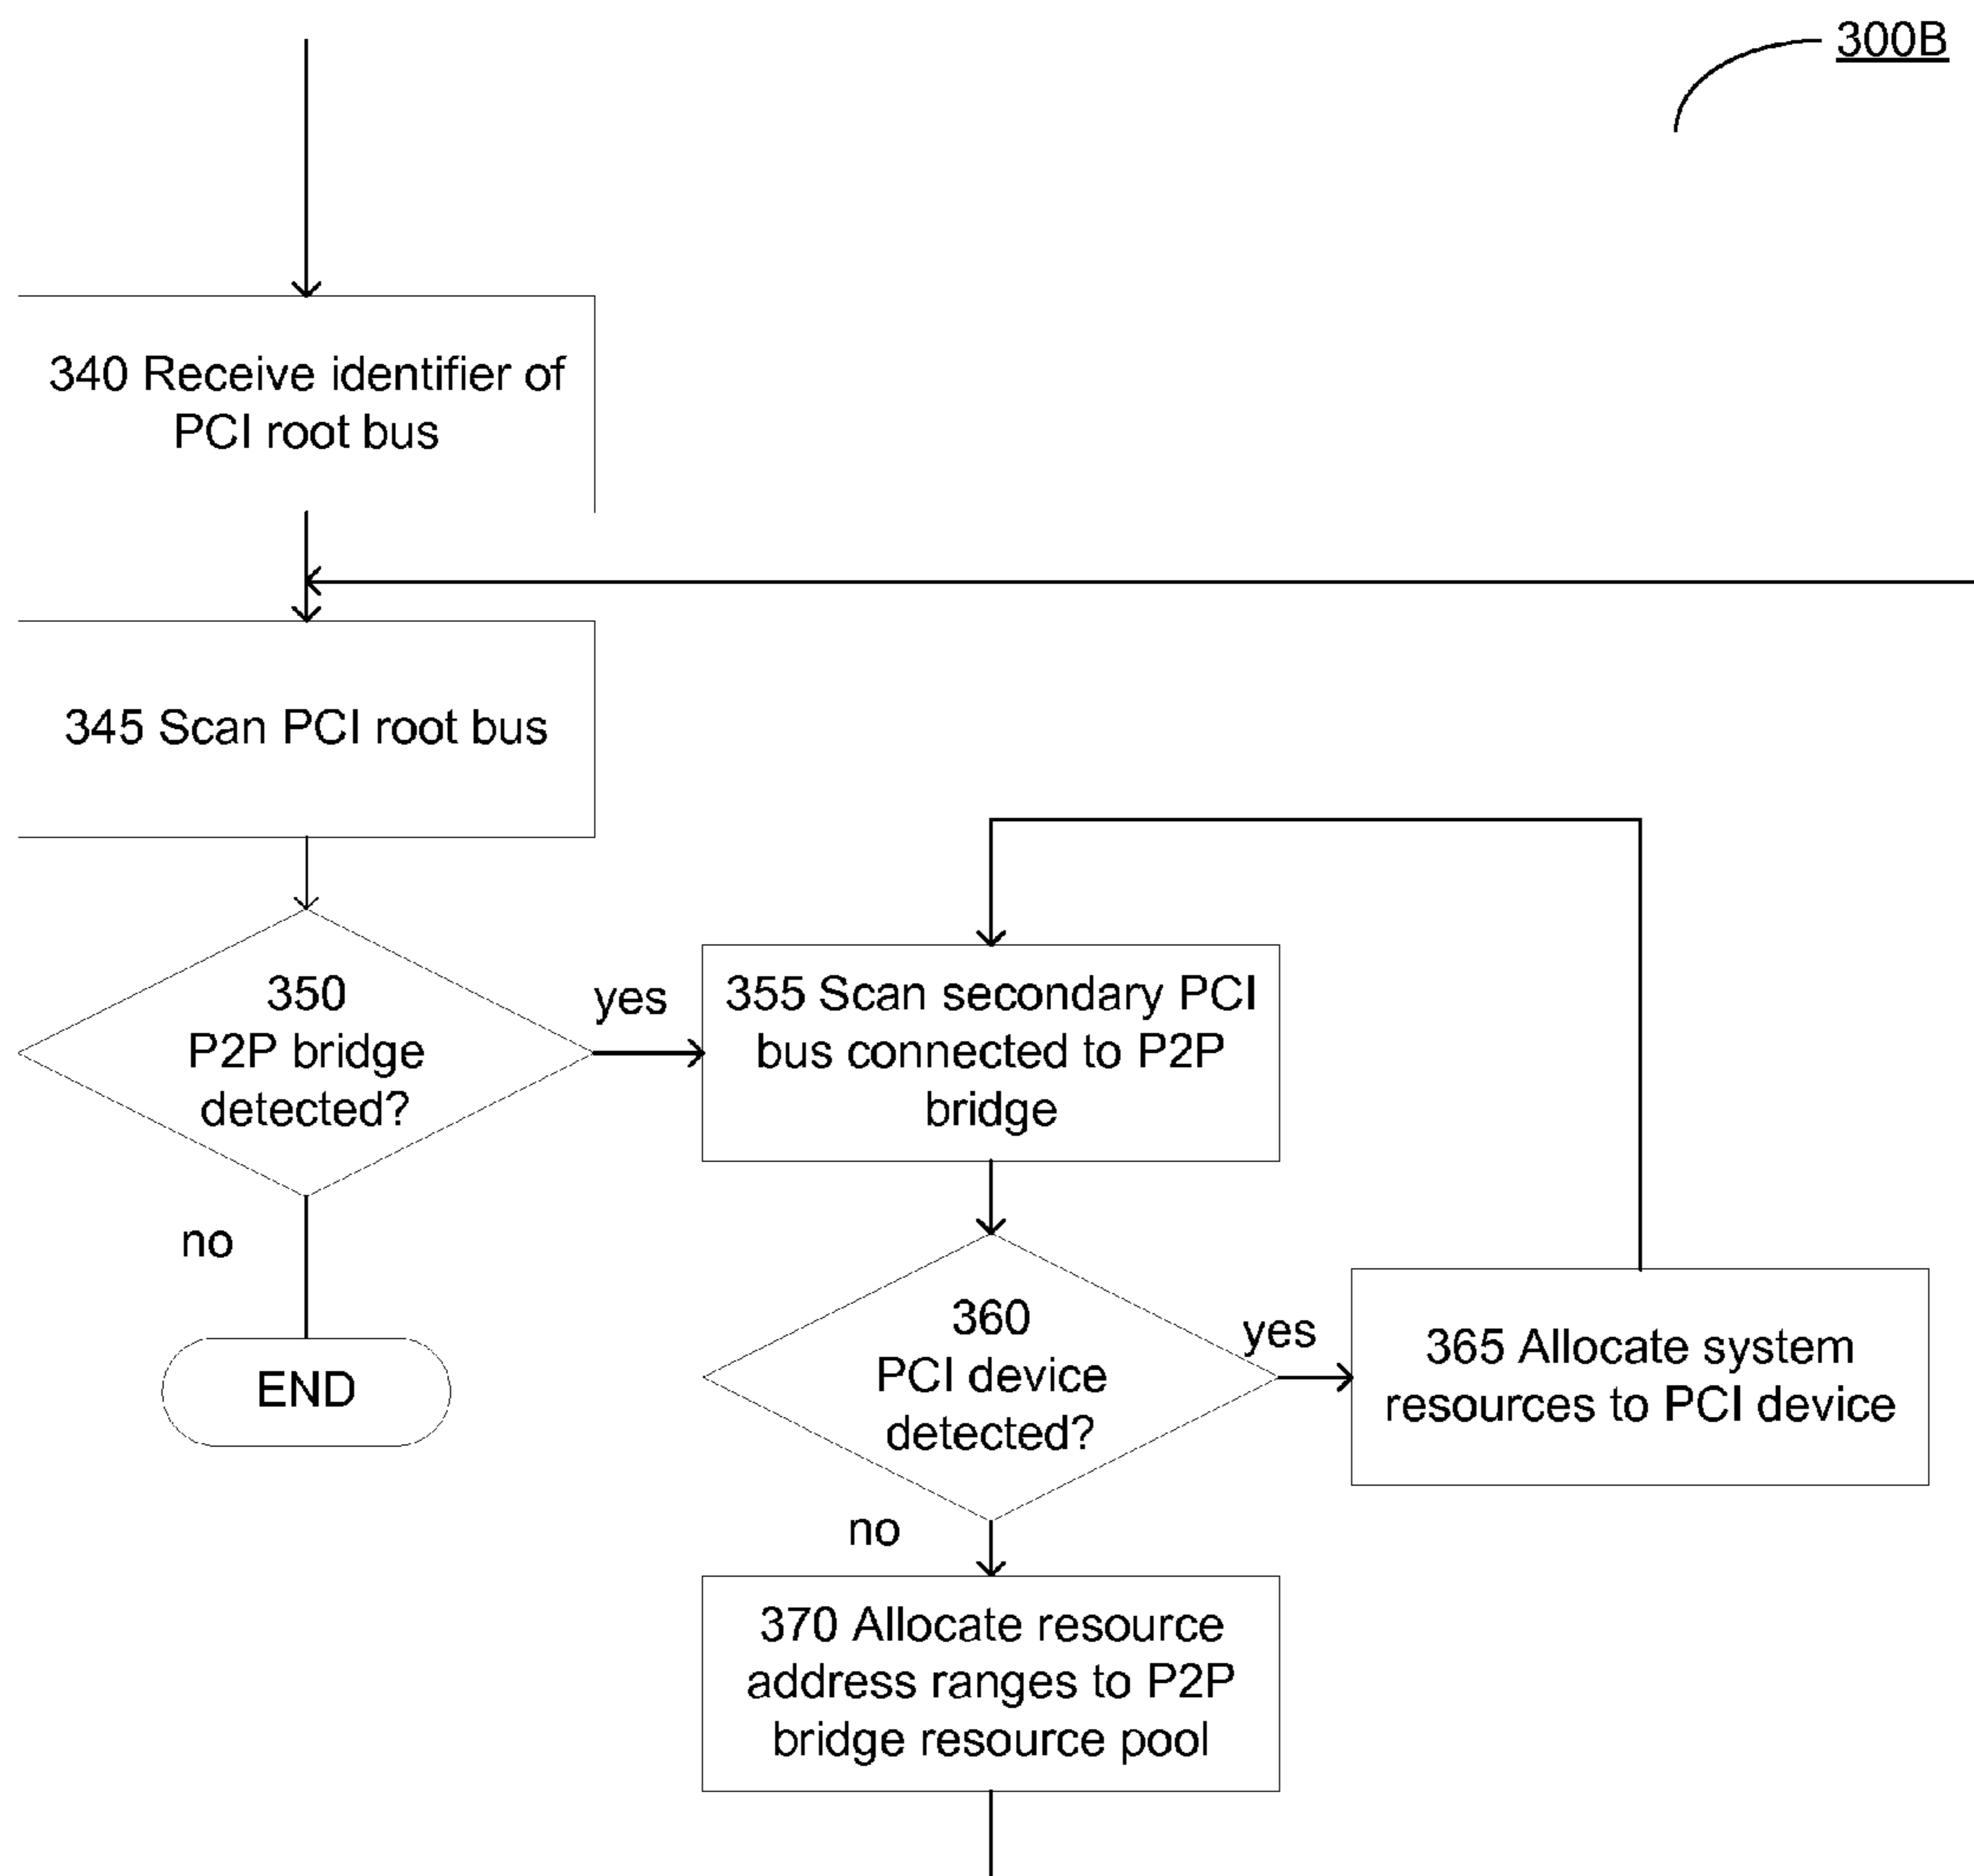 300B
340 Receive identifier of
PCI root bus
345 Scan PCI root bus
350
P2P bridge
detected?
yes
no
END
355 Scan secondary PCI
bus connected to P2P
bridge
360
PCI device
detected?
yes
365 Allocate system
resources to PCI device
no
370 Allocate resource
address ranges to P2P
bridge resource pool